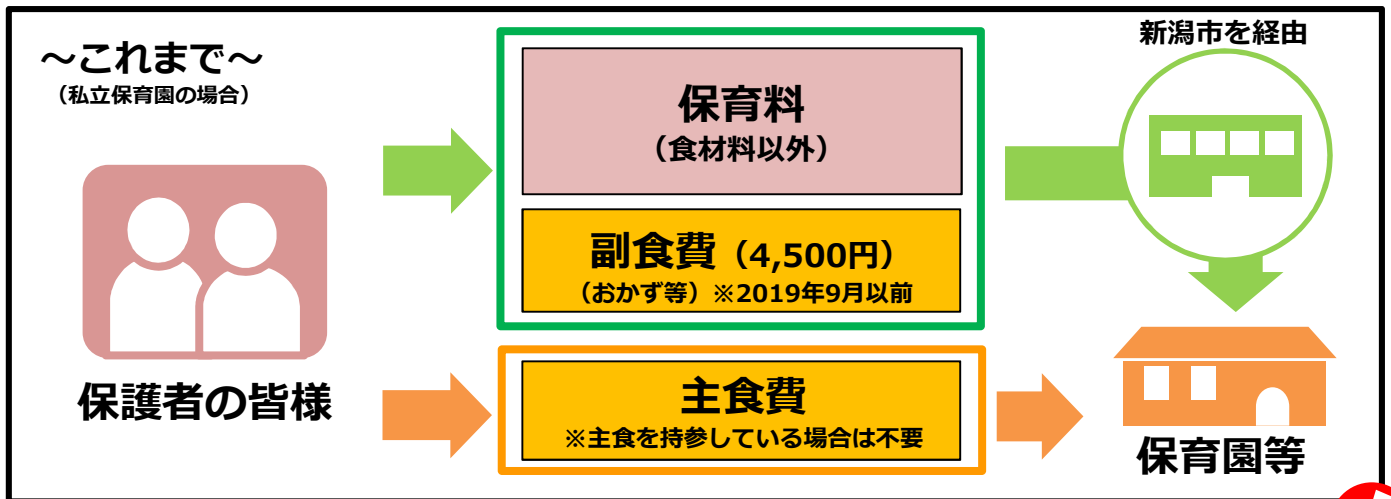 ～これまで～
（私立保育園の場合）
保育料
（食材料以外）
新潟市を経由
副食費（4,500円）
（おかず等）※2019年9月以前
保護者の皆様
主食費
※主食を持参している場合は不要
保育園等